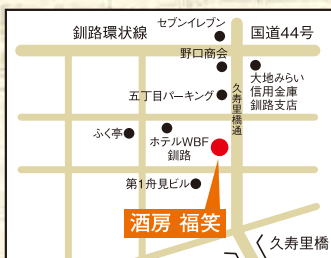 セブンイレブン
釧路環状線
国道44号
野口商会
大地みらい
信用金庫
釧路支店
五丁目パーキング
久寿里橋通
ふく亭
ホテルWBF
釧路
第1舟見ビル
酒房 福笑
久寿里橋